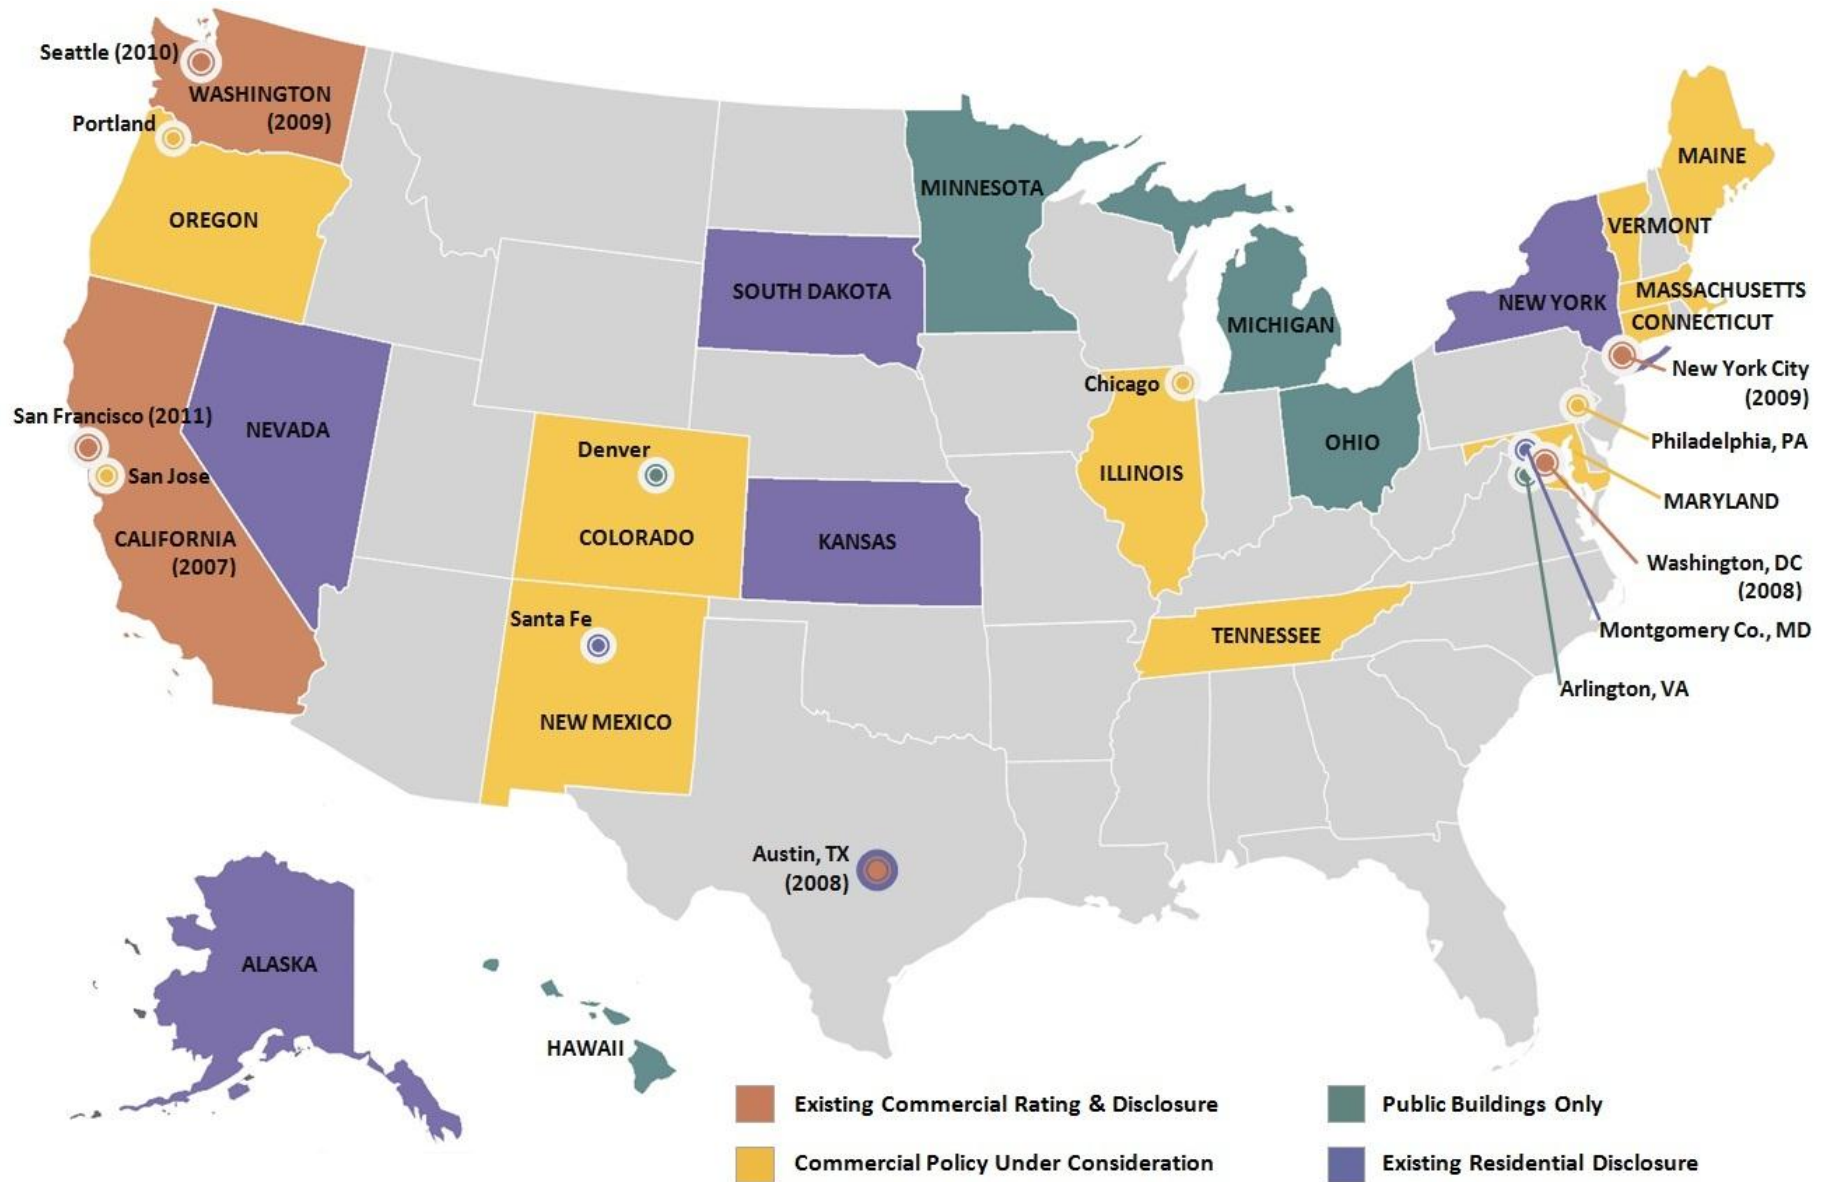 Seattle (2010)
WASHINGTON
(2009)
Portland
OREGON
San Francisco (2011)
San Jose
CALIFORNIA
(2007)
NEVADA
Denver
COLORADO
Santa Fe
NEW MEXICO
SOUTH DAKOTA
KANSAS
Austin, TX
(2008)
MINNESOTA
MICHIGAN
Chicago
ILLINOIS
OHIO
TENNESSEE
MAINE
VERMONT
MASSACHUSETTS
NEW YORK
CONNECTICUT
New York City
(2009)
Philadelphia, PA
MARYLAND
Washington, DC
(2008)
Montgomery Co., MD
Arlington, VA
ALASKA
HAWAII
Existing Commercial Rating & Disclosure
Public Buildings Only
Commercial Policy Under Consideration
Existing Residential Disclosure